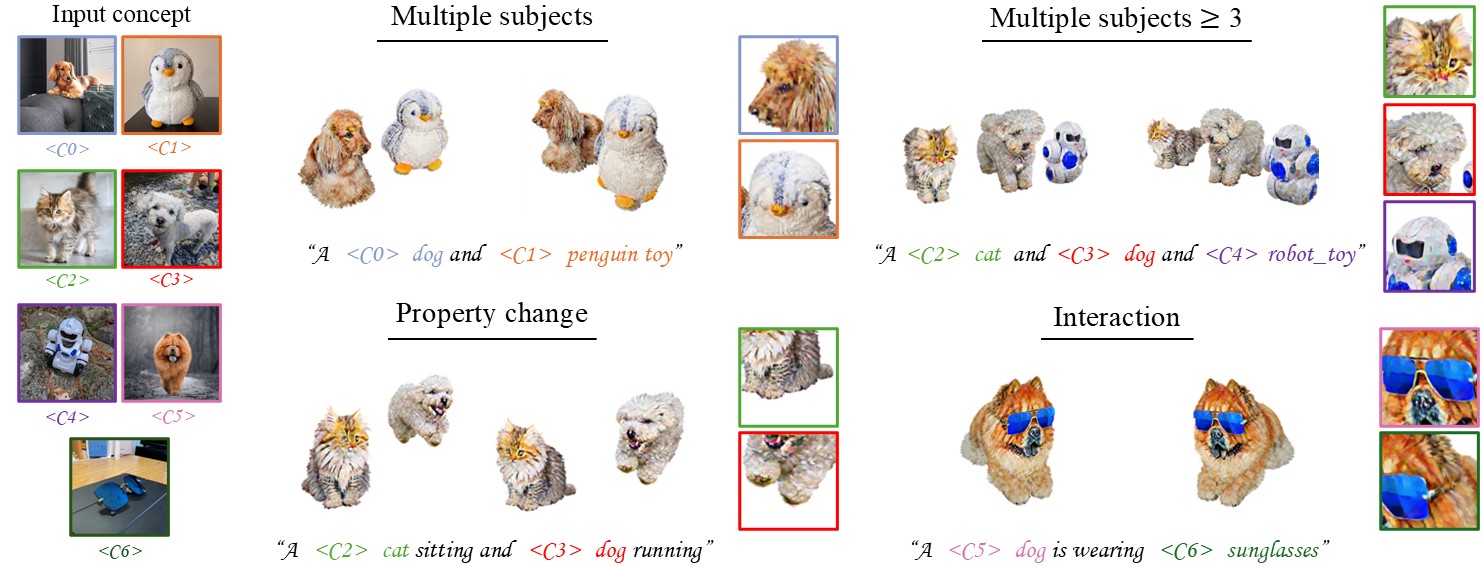 Input concept
<C0> <C1>
<C2> <C3>
<C4> <C5>
<C6>
Multiple subjects
“A <C0> dog and <C1> penguin toy”
Multiple subjects ≥ 3
“A <C2> cat and <C3> dog and <C4> robot_toy”
Property change
“A <C2> cat sitting and <C3> dog running”
Interaction
“A <C5> dog is wearing <C6> sunglasses”